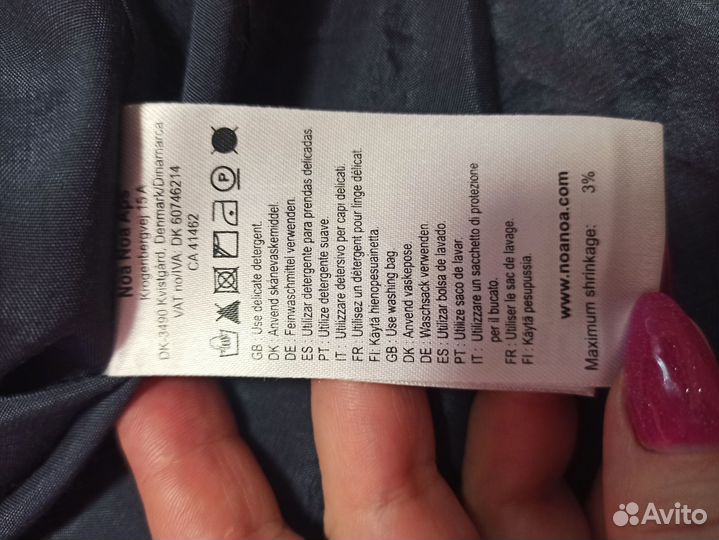 Noa Noa Aps
Krogenbergvej 15 A
DK-3490 Kvistgård, Denmark/Dinamarca
VAT no/IVA: DK 60746214
CA 41462
P
GB : Use delicate detergent.
DK : Anvend skånevaskemiddel.
DE : Feinwaschmittel verwenden.
ES : Utilizar detergente para prendas delicadas
PT : Utilize detergente suave.
IT : Utilizzare detersivo per capi delicati.
FR : Utilisez un détergent pour linge délicat.
FI : Käytä hienopesuainetta.
GB : Use washing bag.
DK : Anvend vaskepose.
DE : Waschsack verwenden.
ES : Utilizar bolsa de lavado.
PT : Utilize saco de lavar.
IT : Utilizzare un sacchetto di protezione
per il bucato.
FR : Utiliser le sac de lavage.
FI : Käytä pesupussia.
www.noanoa.com
Maximum shrinkage: 3%
Avito